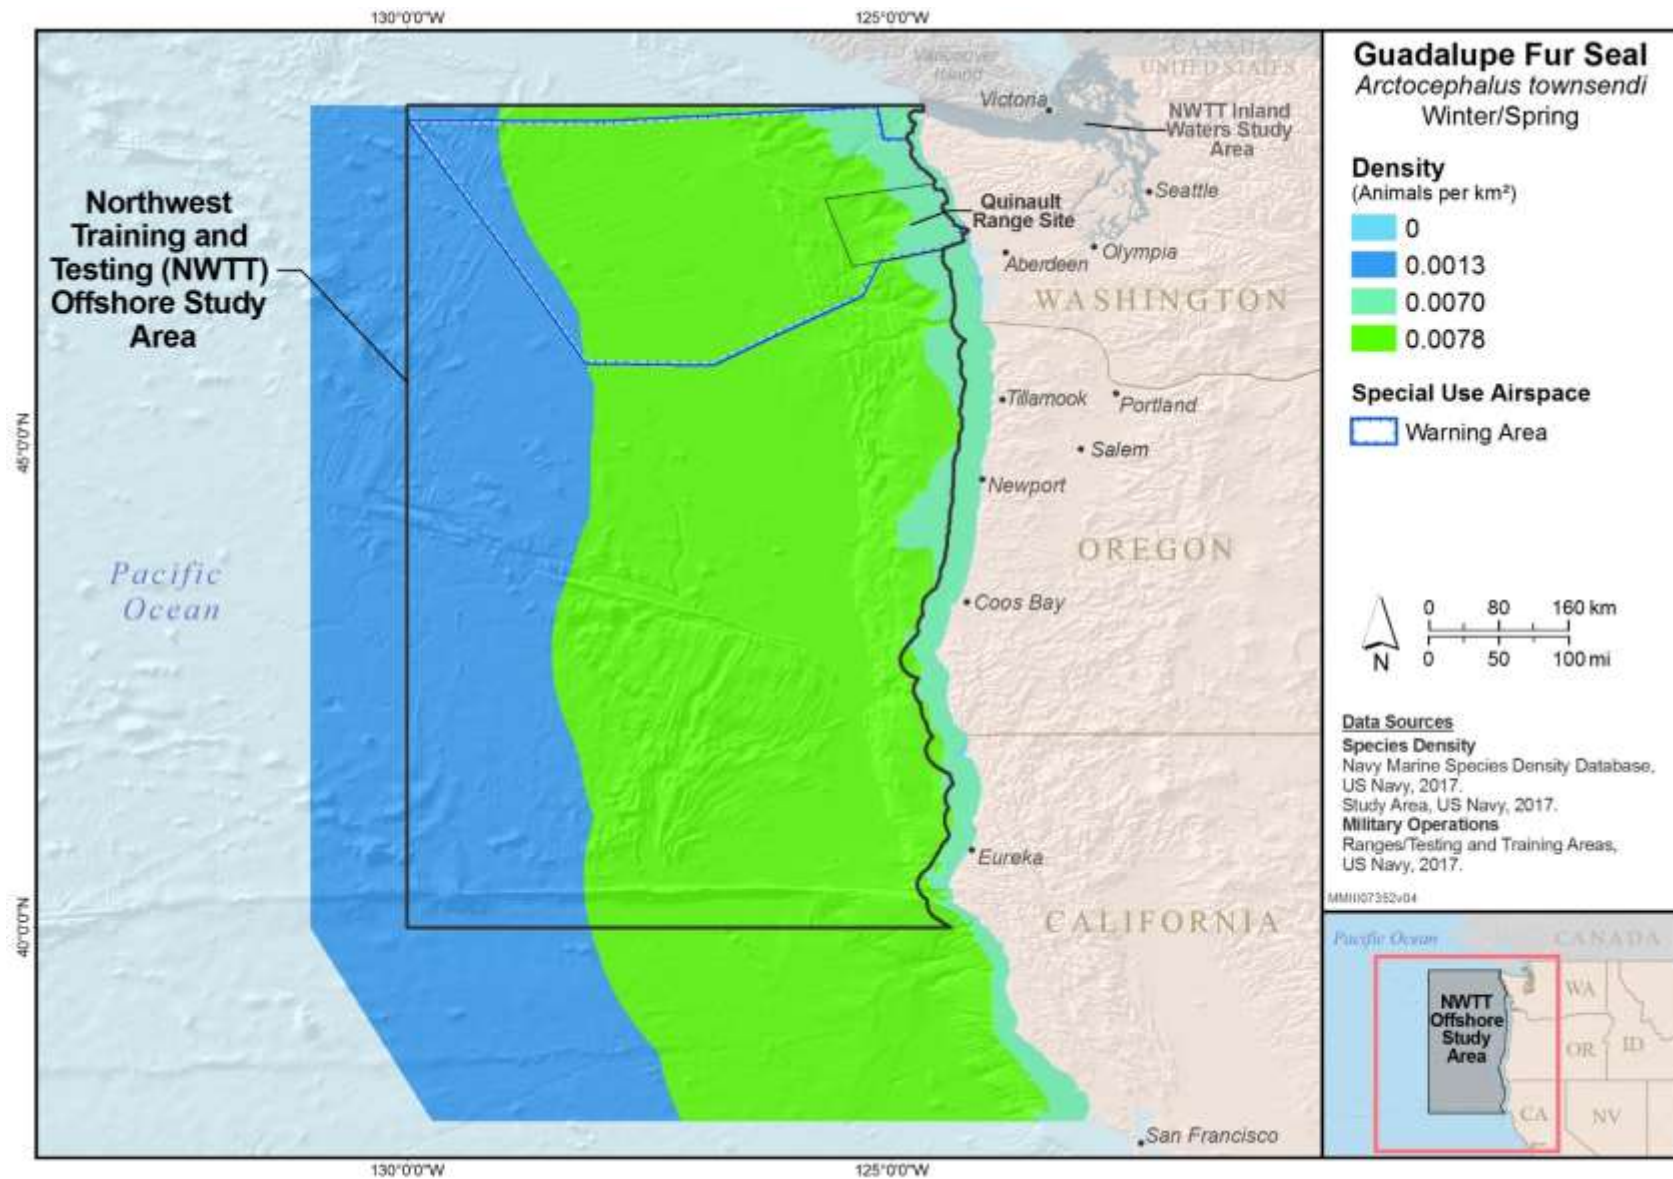 130°0'0"W
125°0'0"W
Vancouver
Island
CANADA
UNITED STATES
Victoria
NWTT Inland
Waters Study
Area
Seattle
Northwest
Training and
Testing (NWTT)
Offshore Study
Area
Quinault
Range Site
Aberdeen
Olympia
WASHINGTON
Tillamook
Portland
45°0'0"N
Salem
Newport
OREGON
Pacific
Ocean
Coos Bay
Eureka
40°0'0"N
CALIFORNIA
San Francisco
130°0'0"W
125°0'0"W
Guadalupe Fur Seal
Arctocephalus townsendi
Winter/Spring
Density
(Animals per km²)
0
0.0013
0.0070
0.0078
Special Use Airspace
Warning Area
0 80 160 km
N
0 50 100 mi
Data Sources
Species Density
Navy Marine Species Density Database,
US Navy, 2017.
Study Area, US Navy, 2017.
Military Operations
Ranges/Testing and Training Areas,
US Navy, 2017.
Pacific Ocean
CANADA
NWTT
Offshore
Study
Area
WA
OR
ID
CA
NV